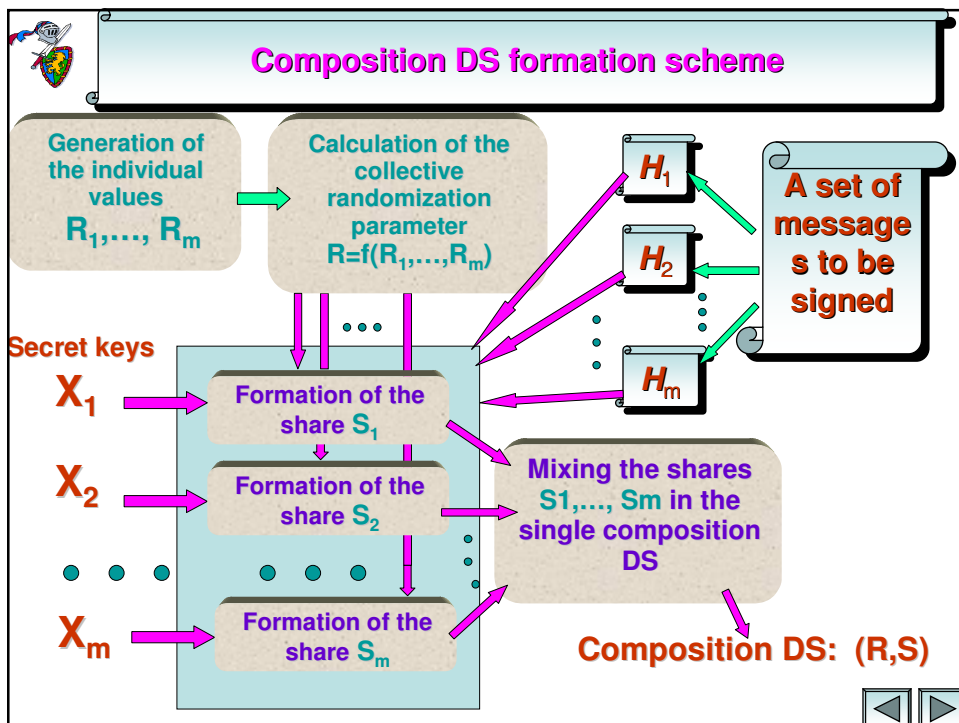 Composition DS formation scheme
Generation of
the individual
values
R1,…, Rm
Calculation of the
collective
randomization
parameter
R=f(R1,…,Rm)
H1
H2
Hm
A set of
message
s to be
signed
Secret keys
X1
X2
Xm
Formation of the
share S1
Formation of the
share S2
Formation of the
share Sm
Mixing the shares
S1,…, Sm in the
single composition
DS
Composition DS: (R,S)